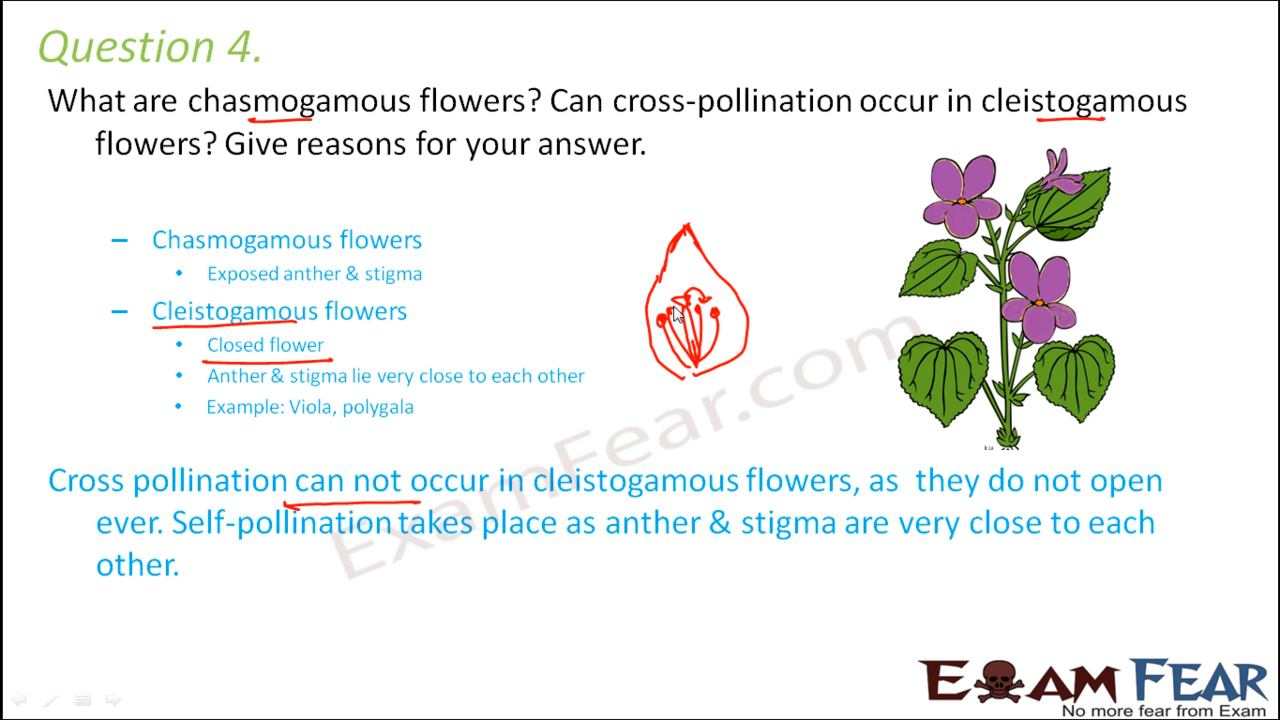 Question 4.
What are chasmogamous flowers? Can cross-pollination occur in cleistogamous
flowers? Give reasons for your answer.
– Chasmogamous flowers
• Exposed anther & stigma
– Cleistogamous flowers
• Closed flower
• Anther & stigma lie very close to each other
• Example: Viola, polygala
ExamFear.com
Cross pollination can not occur in cleistogamous flowers, as they do not open
ever. Self-pollination takes place as anther & stigma are very close to each
other.
EXAM FEAR
No more fear from Exam